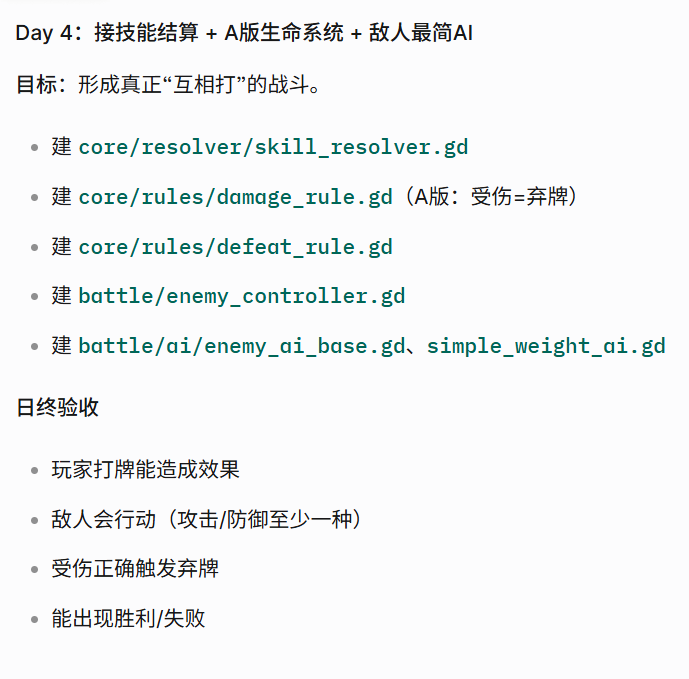 Day 4：接技能结算 + A版生命系统 + 敌人最简AI
目标：形成真正“互相打”的战斗。
建 core/resolver/skill_resolver.gd
建 core/rules/damage_rule.gd（A版：受伤=弃牌）
建 core/rules/defeat_rule.gd
建 battle/enemy_controller.gd
建 battle/ai/enemy_ai_base.gd、simple_weight_ai.gd
日终验收
玩家打牌能造成效果
敌人会行动（攻击/防御至少一种）
受伤正确触发弃牌
能出现胜利/失败